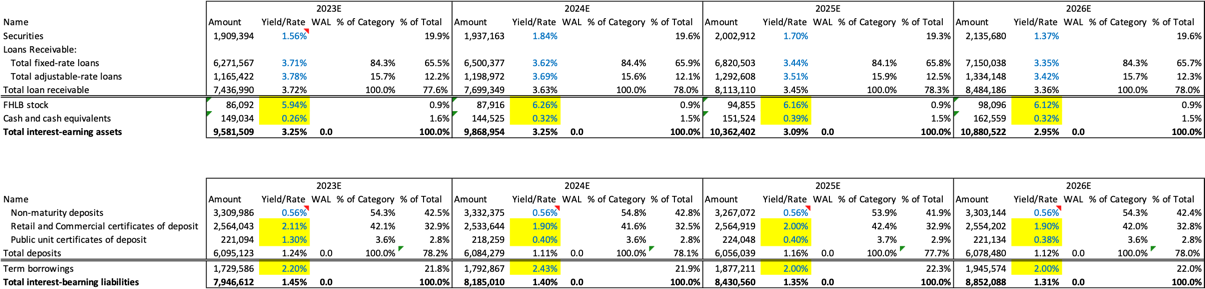 2023E 2024E 2025E 2026E
Name Amount Yield/Rate WAL % of Category % of Total Amount Yield/Rate WAL % of Category % of Total Amount Yield/Rate WAL % of Category % of Total Amount Yield/Rate WAL % of Category % of Total
Securities 1,909,394 1.56% 19.9% 1,937,163 1.84% 19.6% 2,002,912 1.70% 19.3% 2,135,680 1.37% 19.6%
Loans Receivable:
Total fixed-rate loans 6,271,567 3.71% 84.3% 65.5% 6,500,377 3.62% 84.4% 65.9% 6,820,503 3.44% 84.1% 65.8% 7,150,038 3.35% 84.3% 65.7%
Total adjustable-rate loans 1,165,422 3.78% 15.7% 12.2% 1,198,972 3.69% 15.6% 12.1% 1,292,608 3.51% 15.9% 12.5% 1,334,148 3.42% 15.7% 12.3%
Total loan receivable 7,436,990 3.72% 100.0% 77.6% 7,699,349 3.63% 100.0% 78.0% 8,113,110 3.45% 100.0% 78.3% 8,484,186 3.36% 100.0% 78.0%
FHLB stock 86,092 5.94% 0.9% 87,916 6.26% 0.9% 94,855 6.16% 0.9% 98,096 6.12% 0.9%
Cash and cash equivalents 149,034 0.26% 1.6% 144,525 0.32% 1.5% 151,524 0.39% 1.5% 162,559 0.32% 1.5%
Total interest-earning assets 9,581,509 3.25% 0.0 100.0% 9,868,954 3.25% 0.0 100.0% 10,362,402 3.09% 0.0 100.0% 10,880,522 2.95% 0.0 100.0%
2023E 2024E 2025E 2026E
Name Amount Yield/Rate WAL % of Category % of Total Amount Yield/Rate WAL % of Category % of Total Amount Yield/Rate WAL % of Category % of Total Amount Yield/Rate WAL % of Category % of Total
Non-maturity deposits 3,309,986 0.56% 54.3% 42.5% 3,332,375 0.56% 54.8% 42.8% 3,267,072 0.56% 53.9% 41.9% 3,303,144 0.56% 54.3% 42.4%
Retail and Commercial certificates of deposit 2,564,043 2.11% 42.1% 32.9% 2,533,644 1.90% 41.6% 32.5% 2,564,919 2.00% 42.4% 32.9% 2,554,202 1.90% 42.0% 32.8%
Public unit certificates of deposit 221,094 1.30% 3.6% 2.8% 218,259 0.40% 3.6% 2.8% 224,048 0.40% 3.7% 2.9% 221,134 0.38% 3.6% 2.8%
Total deposits 6,095,123 1.24% 0.0 100.0% 78.2% 6,084,279 1.11% 0.0 100.0% 78.1% 6,056,039 1.16% 0.0 100.0% 77.7% 6,078,480 1.12% 0.0 100.0% 78.0%
Term borrowings 1,729,586 2.20% 21.8% 1,792,867 2.43% 21.9% 1,877,211 2.00% 22.3% 1,945,574 2.00% 22.0%
Total interest-bearning liabilities 7,946,612 1.45% 0.0 100.0% 8,185,010 1.40% 0.0 100.0% 8,430,560 1.35% 0.0 100.0% 8,852,088 1.31% 0.0 100.0%